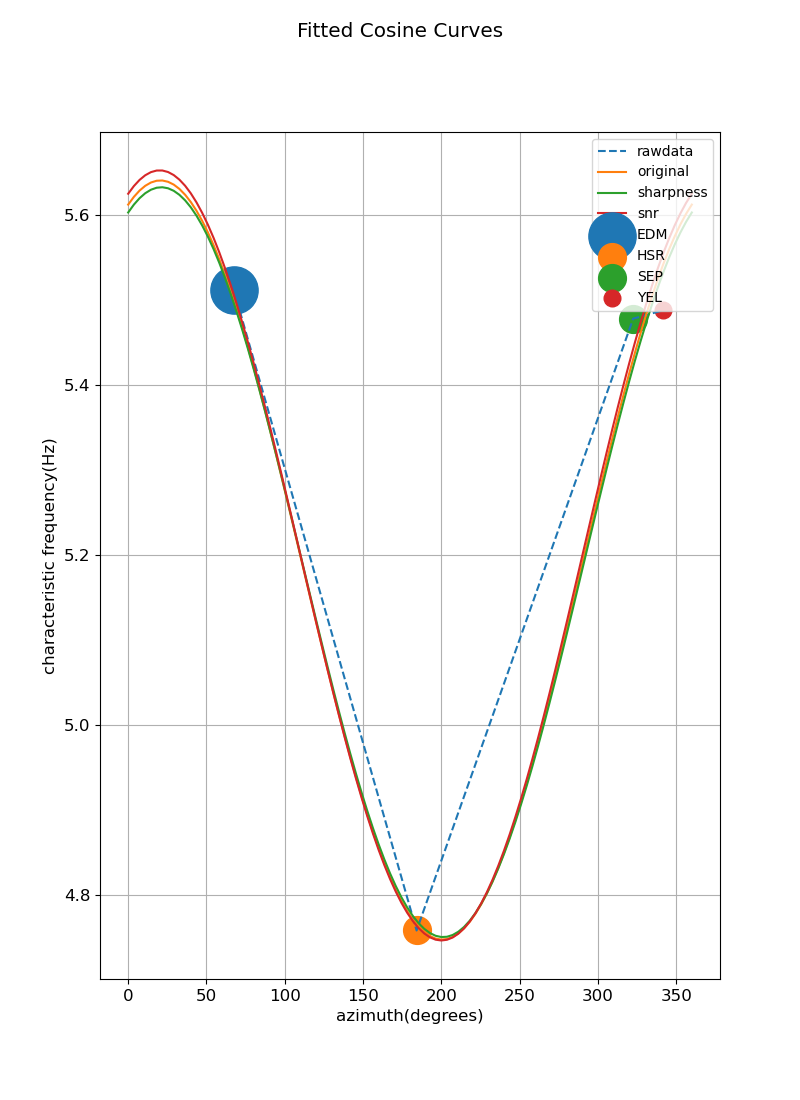 Fitted Cosine Curves
rawdata
original
sharpness
snr
EDM
HSR
SEP
YEL
5.6
5.4
5.2
5.0
4.8
characteristic frequency(Hz)
0 50 100 150 200 250 300 350
azimuth(degrees)